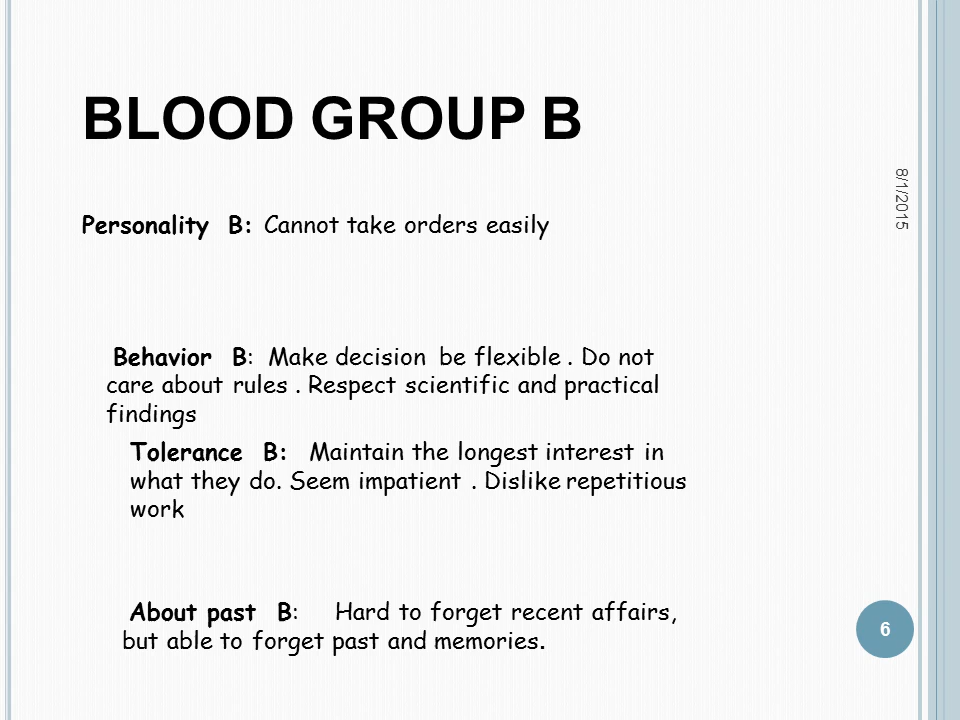 BLOOD GROUP B
8/1/2015
Personality B: Cannot take orders easily
Behavior B: Make decision be flexible . Do not
care about rules . Respect scientific and practical
findings
Tolerance B: Maintain the longest interest in
what they do. Seem impatient . Dislike repetitious
work
About past B: Hard to forget recent affairs,
but able to forget past and memories.
6